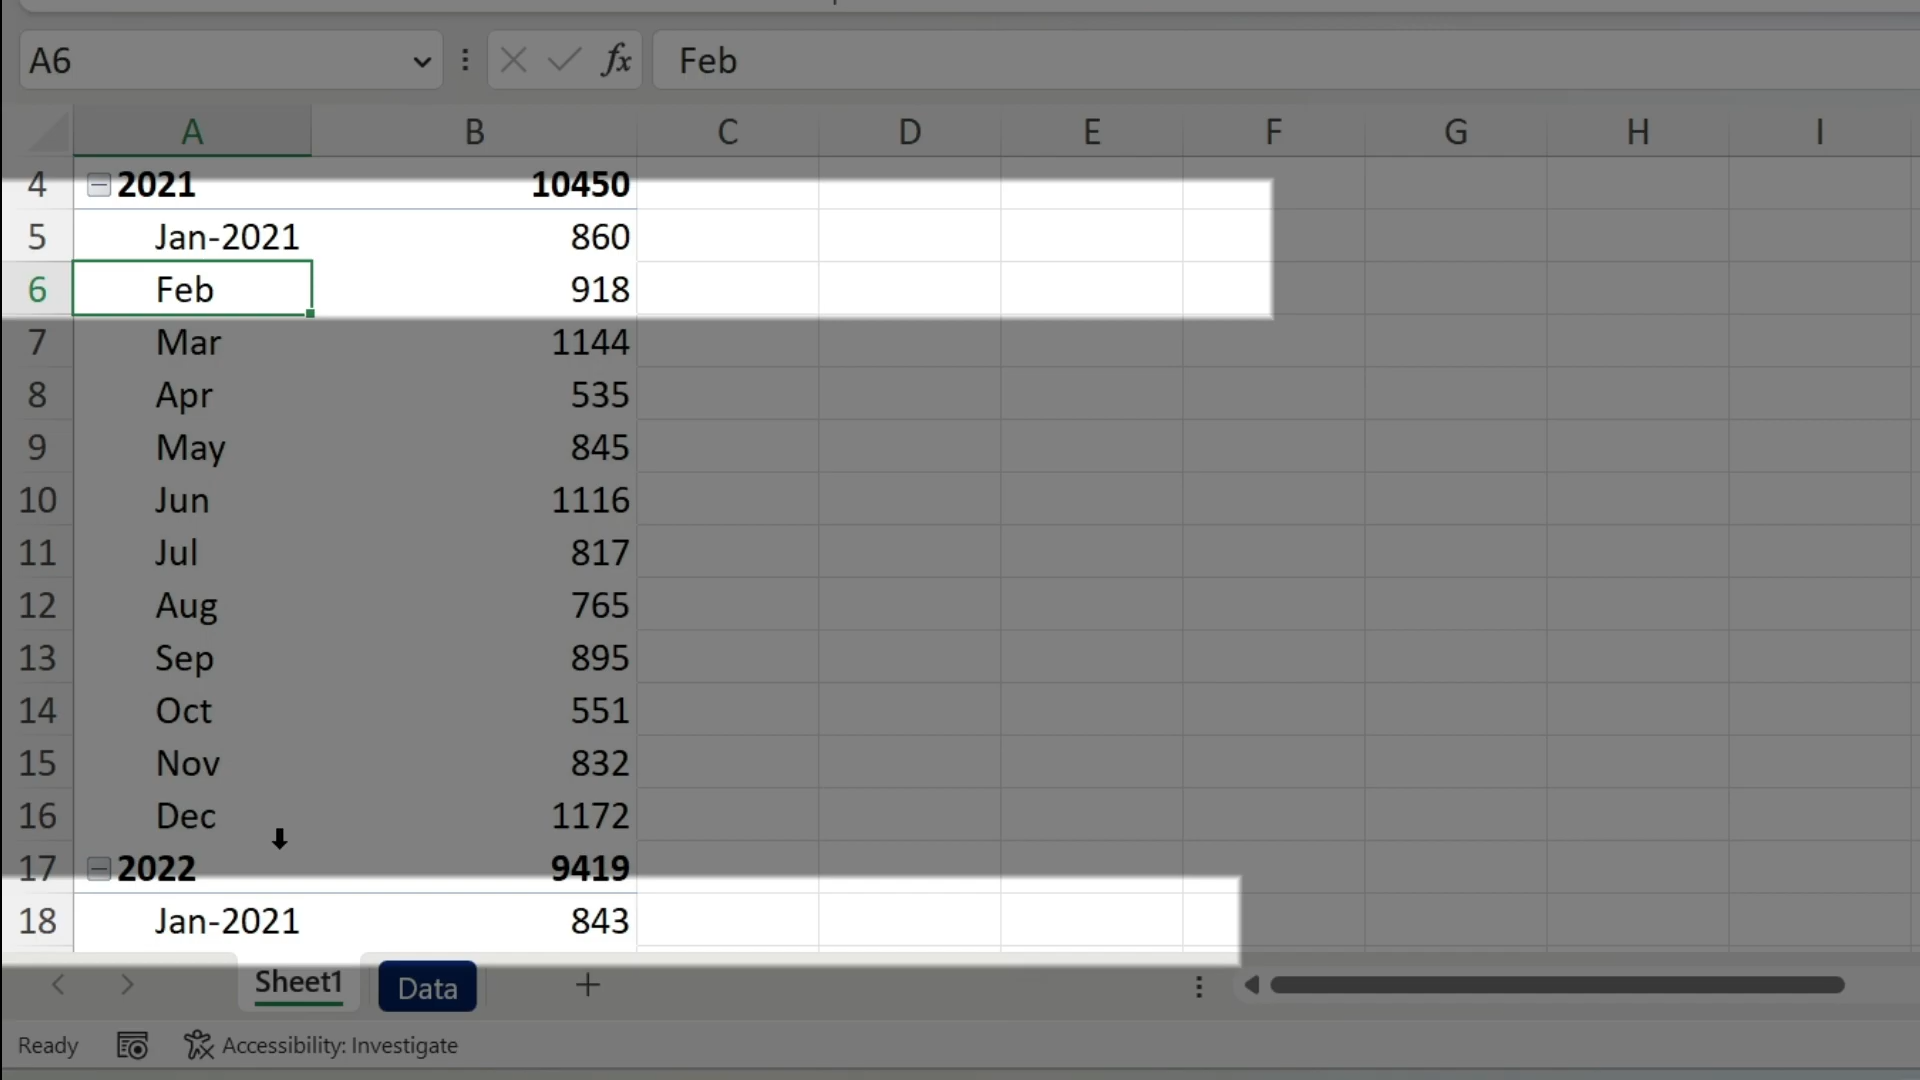 A6 fx Feb
A B C D E F G H I
4 2021 10450
5 Jan-2021 860
6 Feb 918
7 Mar 1144
8 Apr 535
9 May 845
10 Jun 1116
11 Jul 817
12 Aug 765
13 Sep 895
14 Oct 551
15 Nov 832
16 Dec 1172
17 2022 9419
18 Jan-2021 843
Sheet1 Data
Ready Accessibility: Investigate